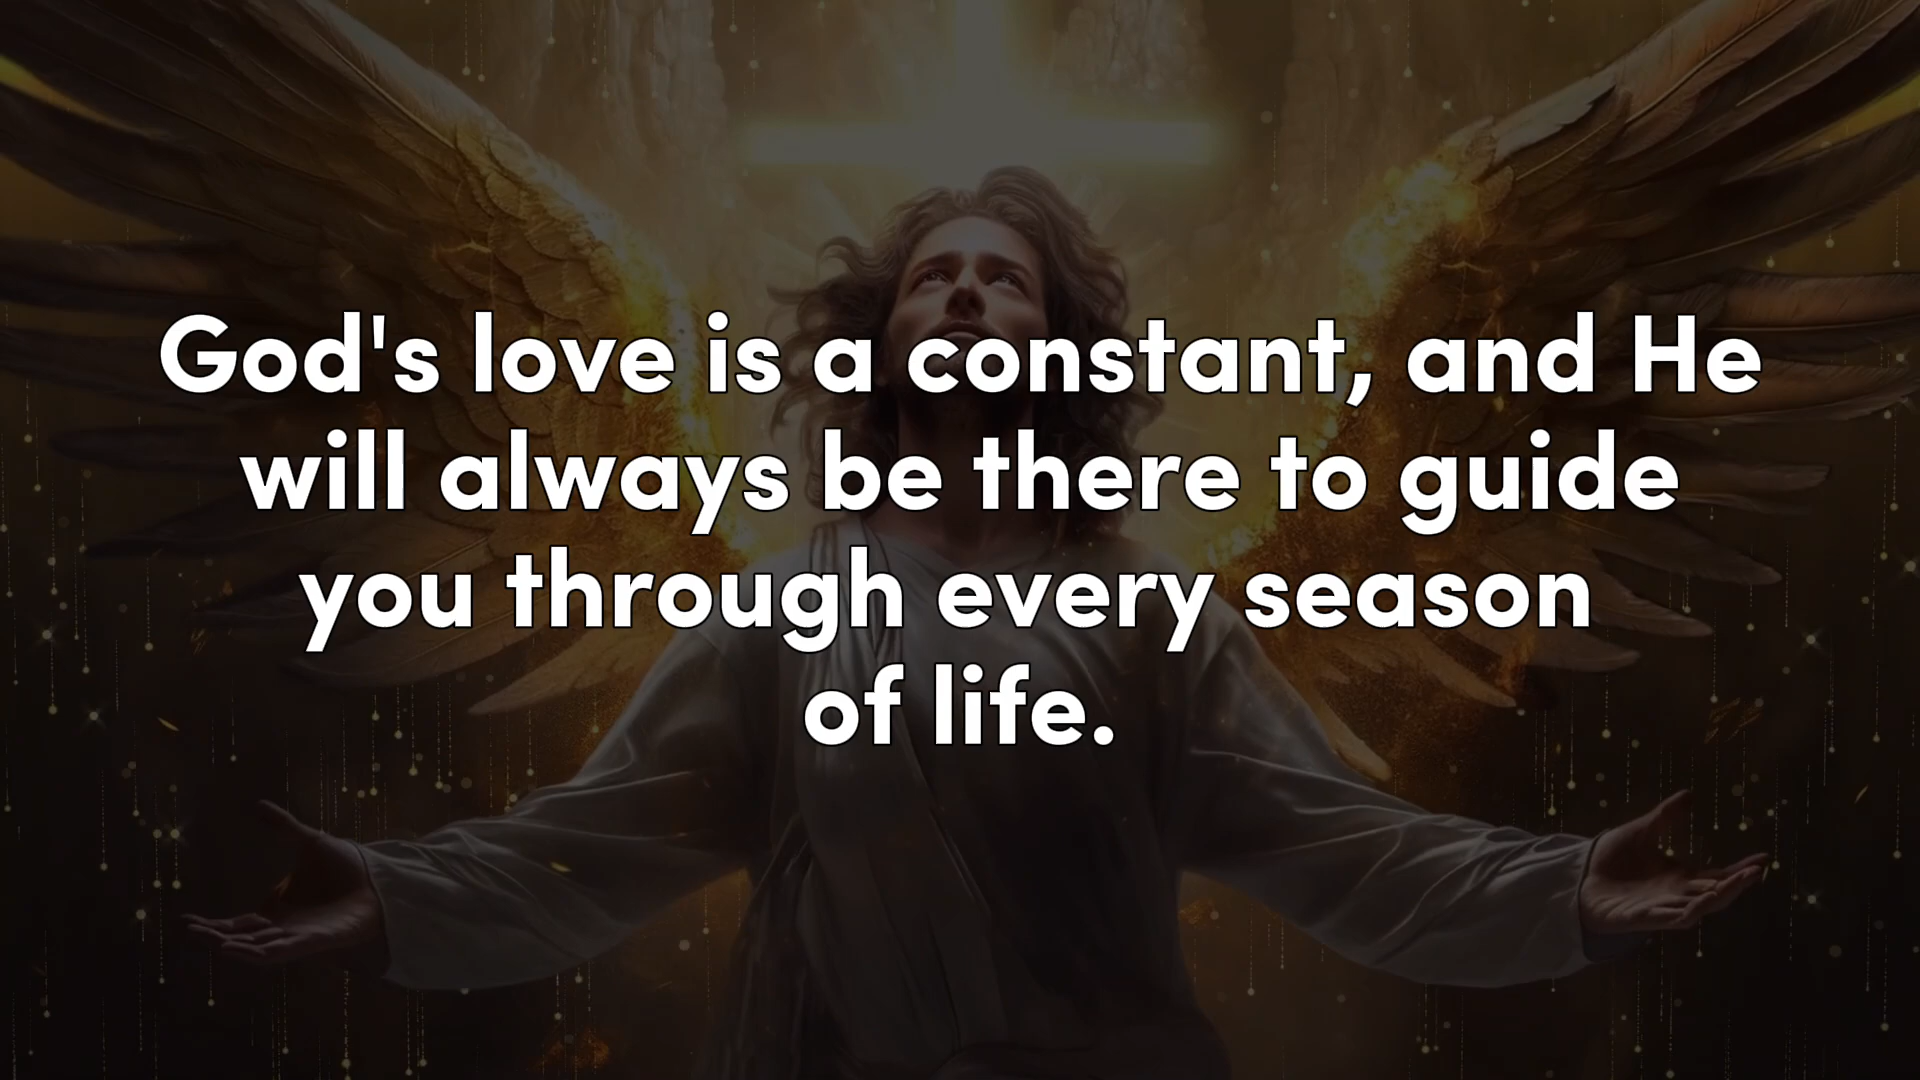 God's love is a constant, and He
will always be there to guide
you through every season
of life.